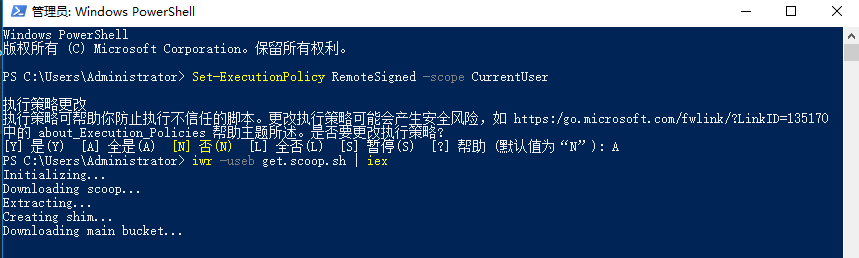 管理员: Windows PowerShell
Windows PowerShell
版权所有 (C) Microsoft Corporation。保留所有权利。
PS C:\Users\Administrator> Set-ExecutionPolicy RemoteSigned -scope CurrentUser
执行策略更改
执行策略可帮助你防止执行不信任的脚本。更改执行策略可能会产生安全风险，如 https:/go.microsoft.com/fwlink/?LinkID=135170
中的 about_Execution_Policies 帮助主题所述。是否要更改执行策略?
[Y] 是(Y)  [A] 全是(A)  [N] 否(N)  [L] 全否(L)  [S] 暂停(S)  [?] 帮助 (默认值为“N”): A
PS C:\Users\Administrator> iwr -useb get.scoop.sh | iex
Initializing...
Downloading scoop...
Extracting...
Creating shim...
Downloading main bucket...